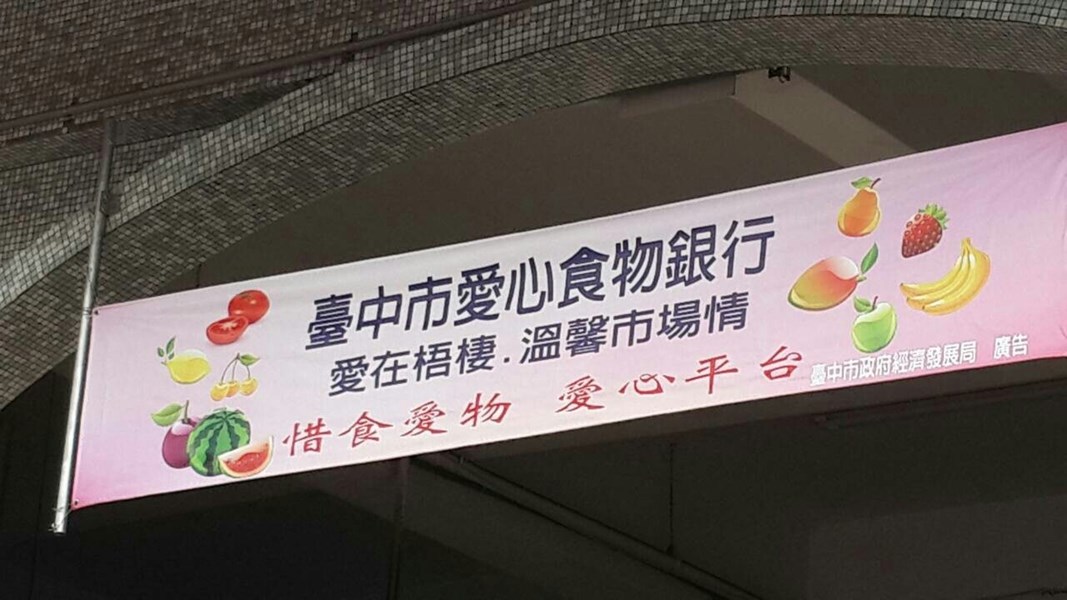 臺中市愛心食物銀行
愛在梧棲.溫馨市場情
惜食愛物 愛心平台
臺中市政府經濟發展局 廣告